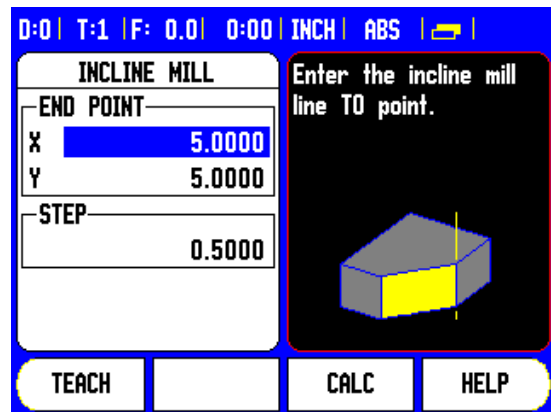 D:0 T:1 F: 0.0 0:00 INCH ABS
INCLINE MILL
END POINT
X 5.0000
Y 5.0000
STEP
0.5000
Enter the incline mill
line TO point.
TEACH CALC HELP